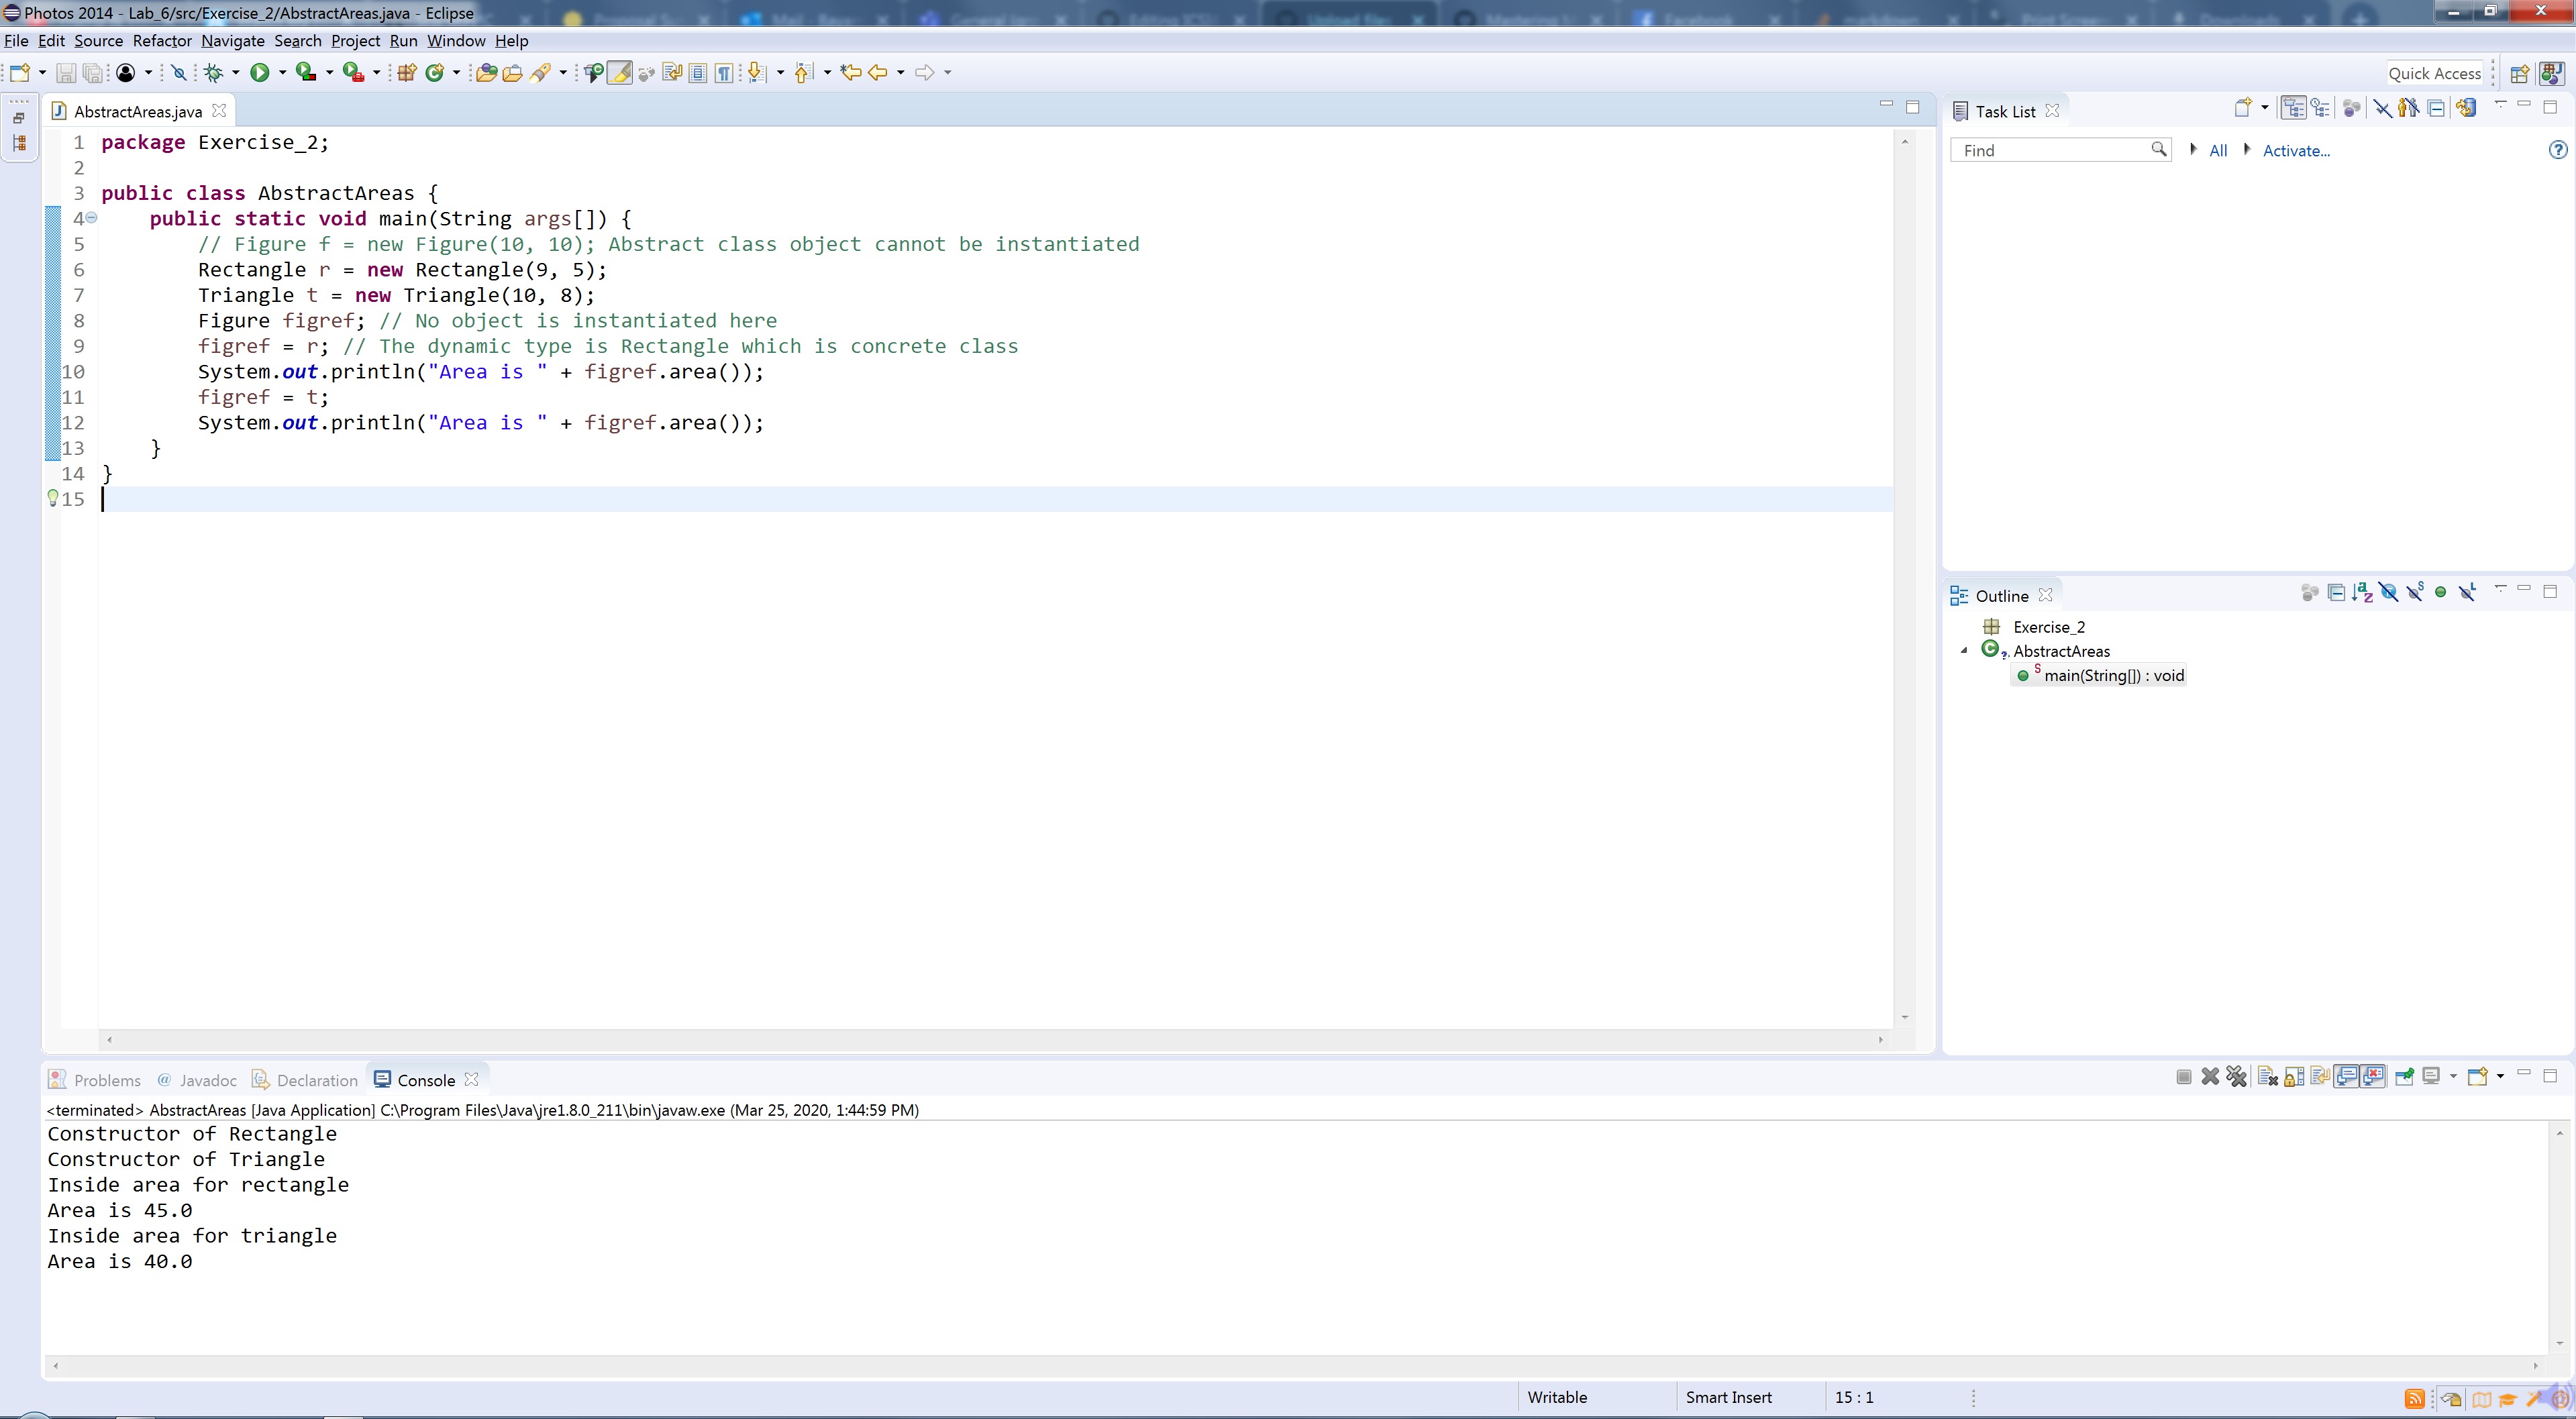 Photos 2014 - Lab_6/src/Exercise_2/AbstractAreas.java - Eclipse
File Edit Source Refactor Navigate Search Project Run Window Help
Quick Access
AbstractAreas.java
1 package Exercise_2;
2
3 public class AbstractAreas {
4 public static void main(String args[]) {
5 // Figure f = new Figure(10, 10); Abstract class object cannot be instantiated
6 Rectangle r = new Rectangle(9, 5);
7 Triangle t = new Triangle(10, 8);
8 Figure figref; // No object is instantiated here
9 figref = r; // The dynamic type is Rectangle which is concrete class
10 System.out.println("Area is " + figref.area());
11 figref = t;
12 System.out.println("Area is " + figref.area());
13 }
14 }
15
Task List
Find All Activate...
Outline
Exercise_2
AbstractAreas
main(String[]) : void
Problems @ Javadoc Declaration Console
<terminated> AbstractAreas [Java Application] C:\Program Files\Java\jre1.8.0_211\bin\javaw.exe (Mar 25, 2020, 1:44:59 PM)
Constructor of Rectangle
Constructor of Triangle
Inside area for rectangle
Area is 45.0
Inside area for triangle
Area is 40.0
Writable Smart Insert 15 : 1